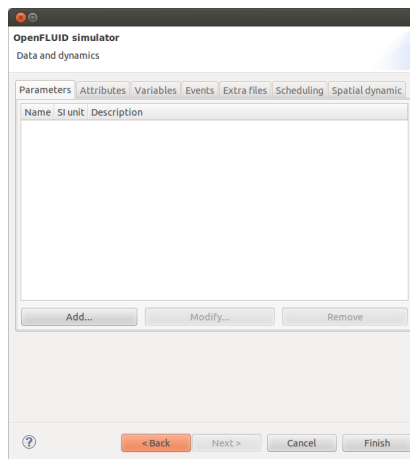 OpenFLUID simulator
Data and dynamics
Parameters Attributes Variables Events Extra files Scheduling Spatial dynamic
Name SI unit Description
Add... Modify... Remove
? < Back Next > Cancel Finish